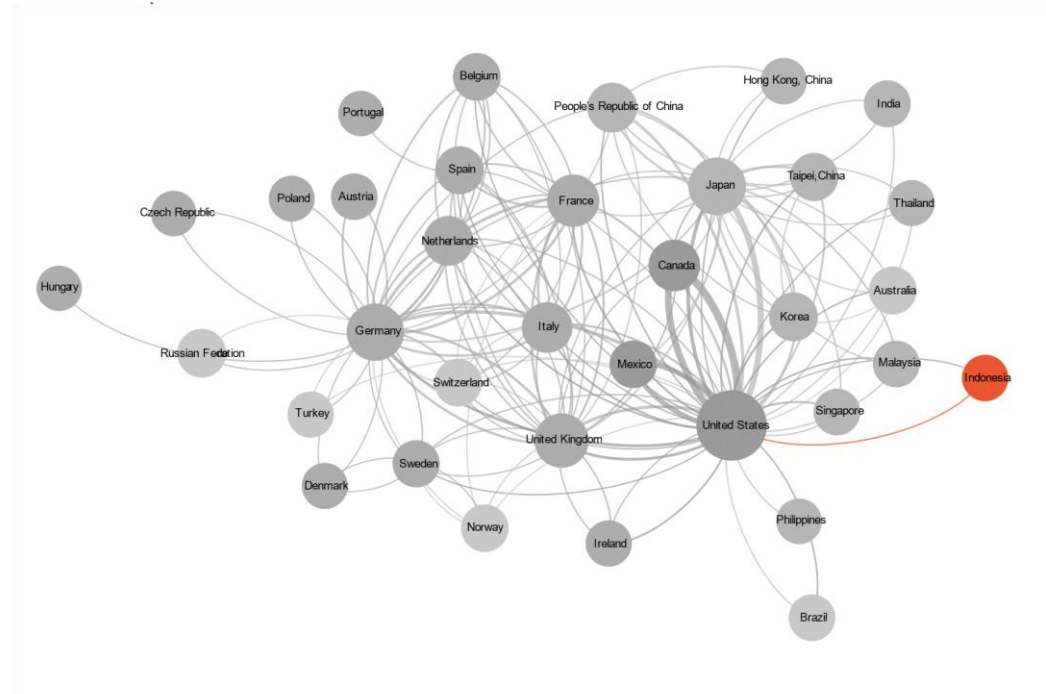 Belgium
Hong Kong, China
People's Republic of China
India
Portugal
Spain
Taipei,China
Japan
Poland
Austria
France
Thailand
Czech Republic
Netherlands
Canada
Hungary
Australia
Korea
Germany
Italy
Russian Federation
Mexico
Malaysia
Indonesia
Switzerland
Turkey
Singapore
United States
United Kingdom
Sweden
Denmark
Philippines
Norway
Ireland
Brazil